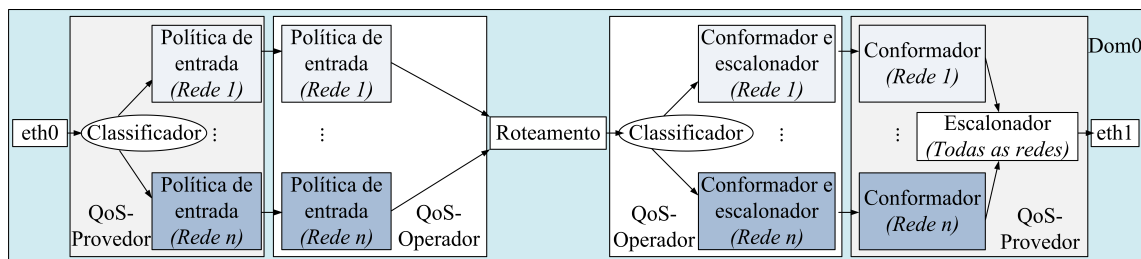 Dom0
eth0
Classificador
Política de
entrada
(Rede 1)
⋮
Política de
entrada
(Rede n)
QoS-
Provedor
Política de
entrada
(Rede 1)
⋮
Política de
entrada
(Rede n)
QoS-
Operador
Roteamento
Classificador
Conformador e
escalonador
(Rede 1)
⋮
Conformador e
escalonador
(Rede n)
QoS-
Operador
Conformador
(Rede 1)
⋮
Conformador
(Rede n)
Escalonador
(Todas as redes)
QoS-
Provedor
eth1